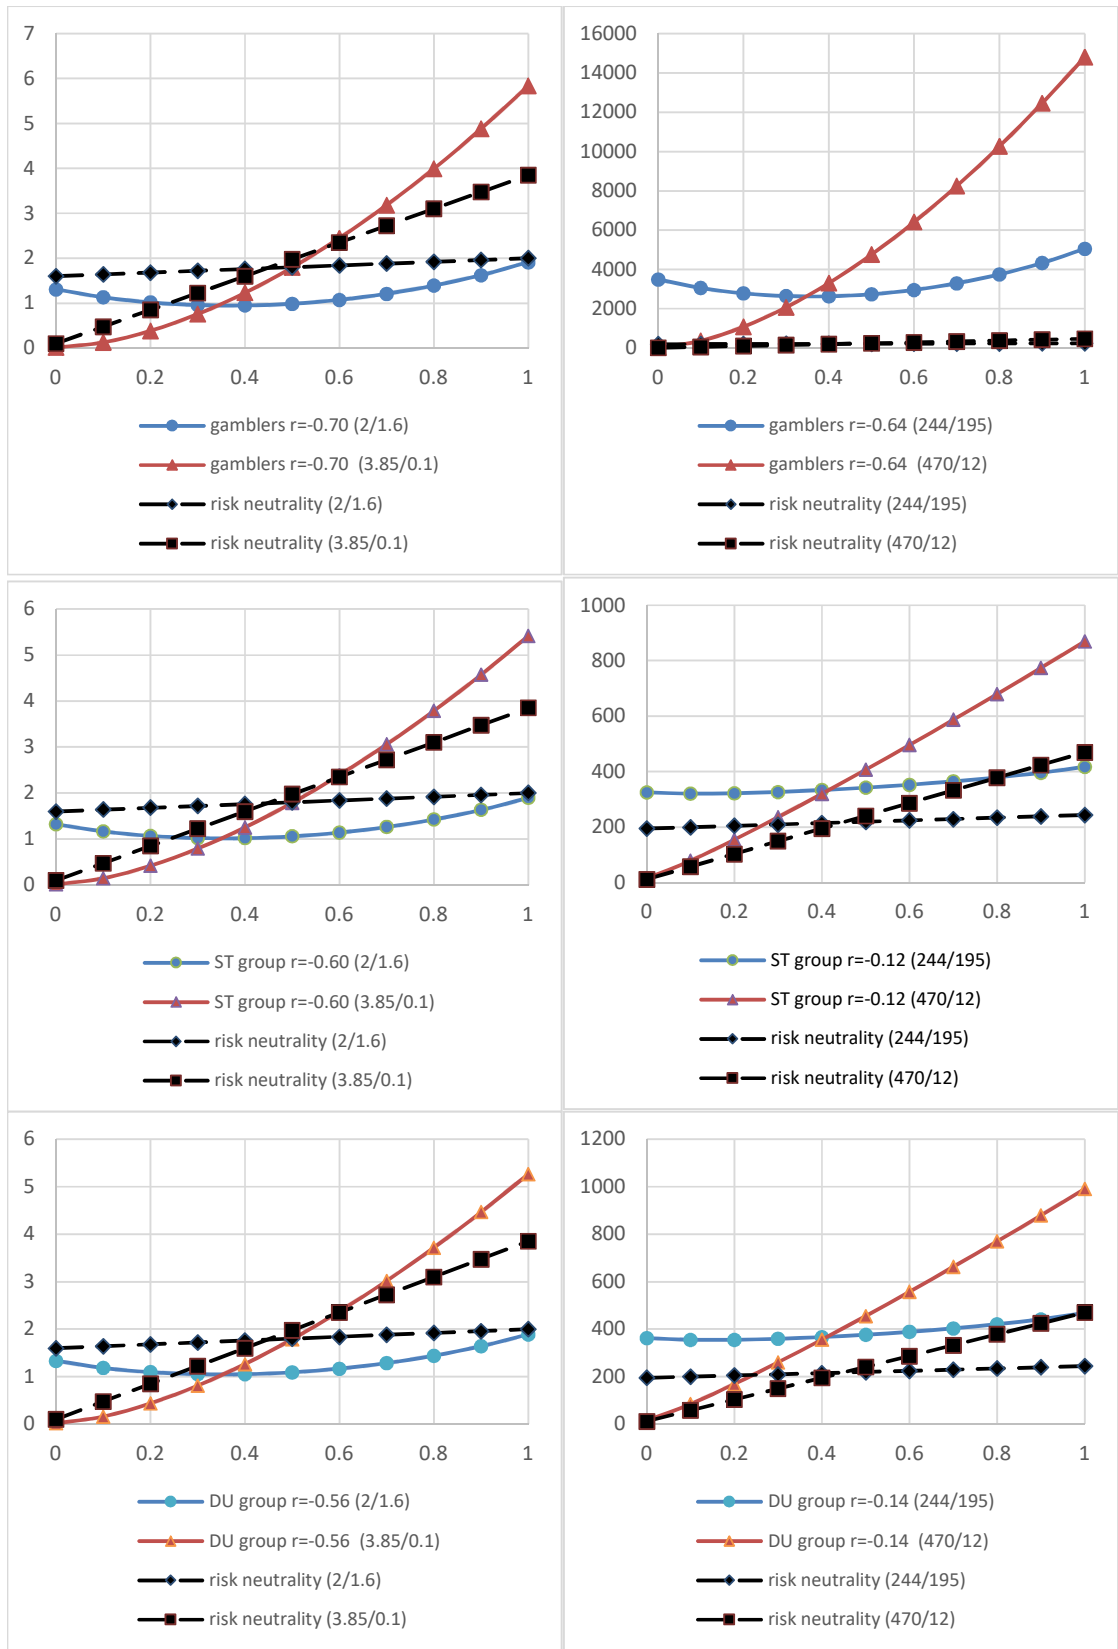 7
6
5
4
3
2
1
0
0 0.2 0.4 0.6 0.8 1
gamblers r=-0.70 (2/1.6)
gamblers r=-0.70 (3.85/0.1)
risk neutrality (2/1.6)
risk neutrality (3.85/0.1)
16000
14000
12000
10000
8000
6000
4000
2000
0
0 0.2 0.4 0.6 0.8 1
gamblers r=-0.64 (244/195)
gamblers r=-0.64 (470/12)
risk neutrality (244/195)
risk neutrality (470/12)
6
5
4
3
2
1
0
0 0.2 0.4 0.6 0.8 1
ST group r=-0.60 (2/1.6)
ST group r=-0.60 (3.85/0.1)
risk neutrality (2/1.6)
risk neutrality (3.85/0.1)
1000
800
600
400
200
0
0 0.2 0.4 0.6 0.8 1
ST group r=-0.12 (244/195)
ST group r=-0.12 (470/12)
risk neutrality (244/195)
risk neutrality (470/12)
6
5
4
3
2
1
0
0 0.2 0.4 0.6 0.8 1
DU group r=-0.56 (2/1.6)
DU group r=-0.56 (3.85/0.1)
risk neutrality (2/1.6)
risk neutrality (3.85/0.1)
1200
1000
800
600
400
200
0
0 0.2 0.4 0.6 0.8 1
DU group r=-0.14 (244/195)
DU group r=-0.14 (470/12)
risk neutrality (244/195)
risk neutrality (470/12)